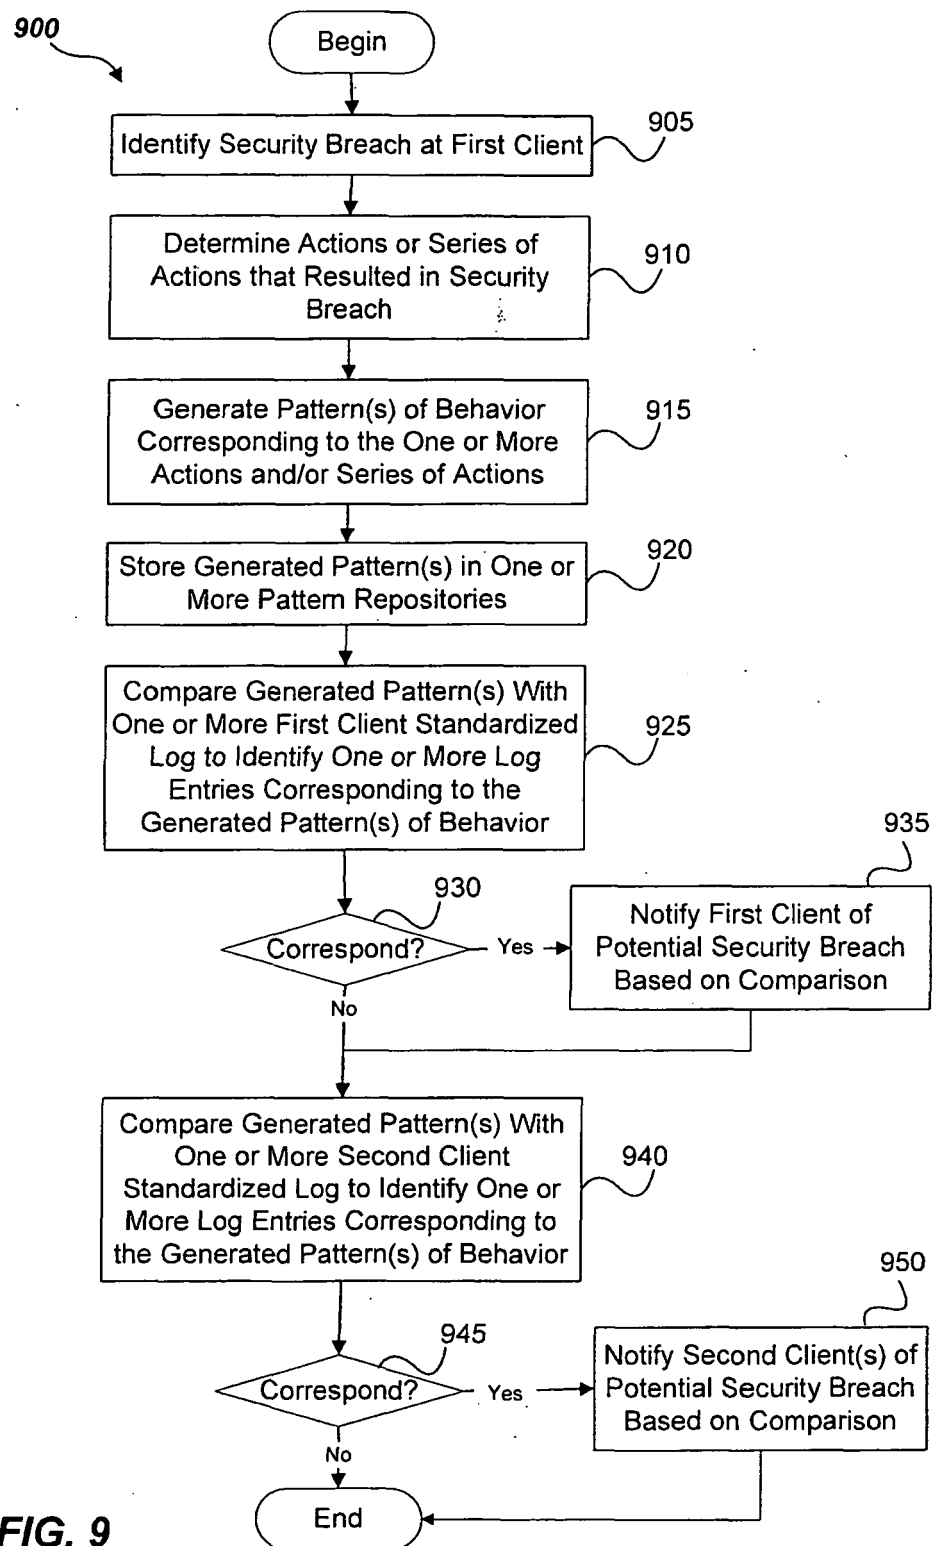 900
Begin
Identify Security Breach at First Client
905
Determine Actions or Series of
Actions that Resulted in Security
Breach
910
Generate Pattern(s) of Behavior
Corresponding to the One or More
Actions and/or Series of Actions
915
Store Generated Pattern(s) in One or
More Pattern Repositories
920
Compare Generated Pattern(s) With
One or More First Client Standardized
Log to Identify One or More Log
Entries Corresponding to the
Generated Pattern(s) of Behavior
925
930
Correspond?
Yes
No
935
Notify First Client of
Potential Security Breach
Based on Comparison
Compare Generated Pattern(s) With
One or More Second Client
Standardized Log to Identify One or
More Log Entries Corresponding to
the Generated Pattern(s) of Behavior
940
945
Correspond?
Yes
No
950
Notify Second Client(s) of
Potential Security Breach
Based on Comparison
End
FIG. 9